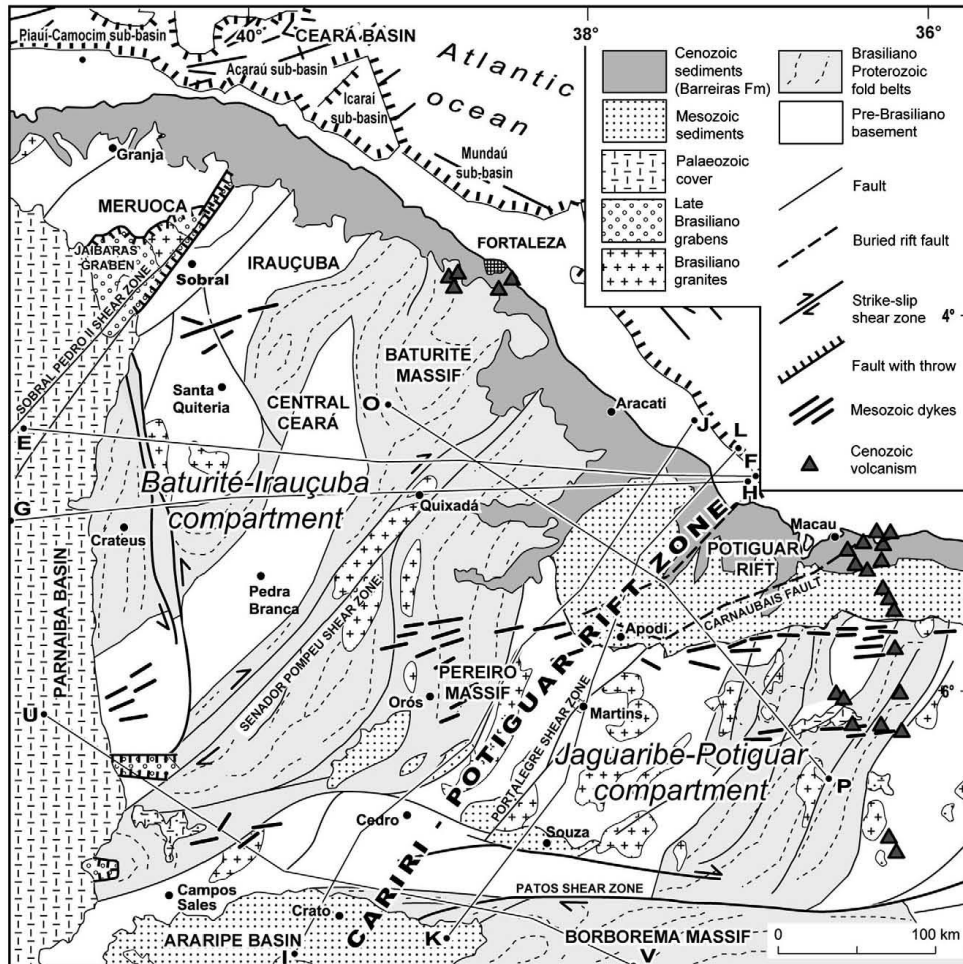 Piauí-Camocim sub-basin
40°
CEARÁ BASIN
Acaraú sub-basin
Icaraí
sub-basin
Atlantic
ocean
Mundaú
sub-basin
38°
36°
4°
6°
Cenozoic
sediments
(Barreiras Fm)
Mesozoic
sediments
Palaeozoic
cover
Late
Brasiliano
grabens
Brasiliano
granites
Brasiliano
Proterozoic
fold belts
Pre-Brasiliano
basement
Fault
Buried rift fault
Strike-slip
shear zone
Fault with throw
Mesozoic dykes
Cenozoic
volcanism
Granja
MERUOCA
JAIBARAS
GRABEN
Sobral
IRAUÇUBA
FORTALEZA
SOBRAL PEDRO II SHEAR ZONE
BATURITÉ
MASSIF
Santa
Quiteria
CENTRAL
CEARÁ
O
Aracati
J
L
F
H
E
Baturité-Irauçuba
compartment
G
Quixadá
Crateus
Macau
POTIGUAR
RIFT
CARNAUBAIS FAULT
Pedra
Branca
SENADOR POMPEU SHEAR ZONE
Apodi
PARNAIBA BASIN
PEREIRO
MASSIF
Orós
U
Martins
PORTALEGRE SHEAR ZONE
Jaguaribe-Potiguar
compartment
P
CARIRI POTIGUAR RIFT ZONE
Cedro
Souza
PATOS SHEAR ZONE
Campos
Sales
Crato
ARARIPE BASIN
I
K
BORBOREMA MASSIF
V
0
100 km